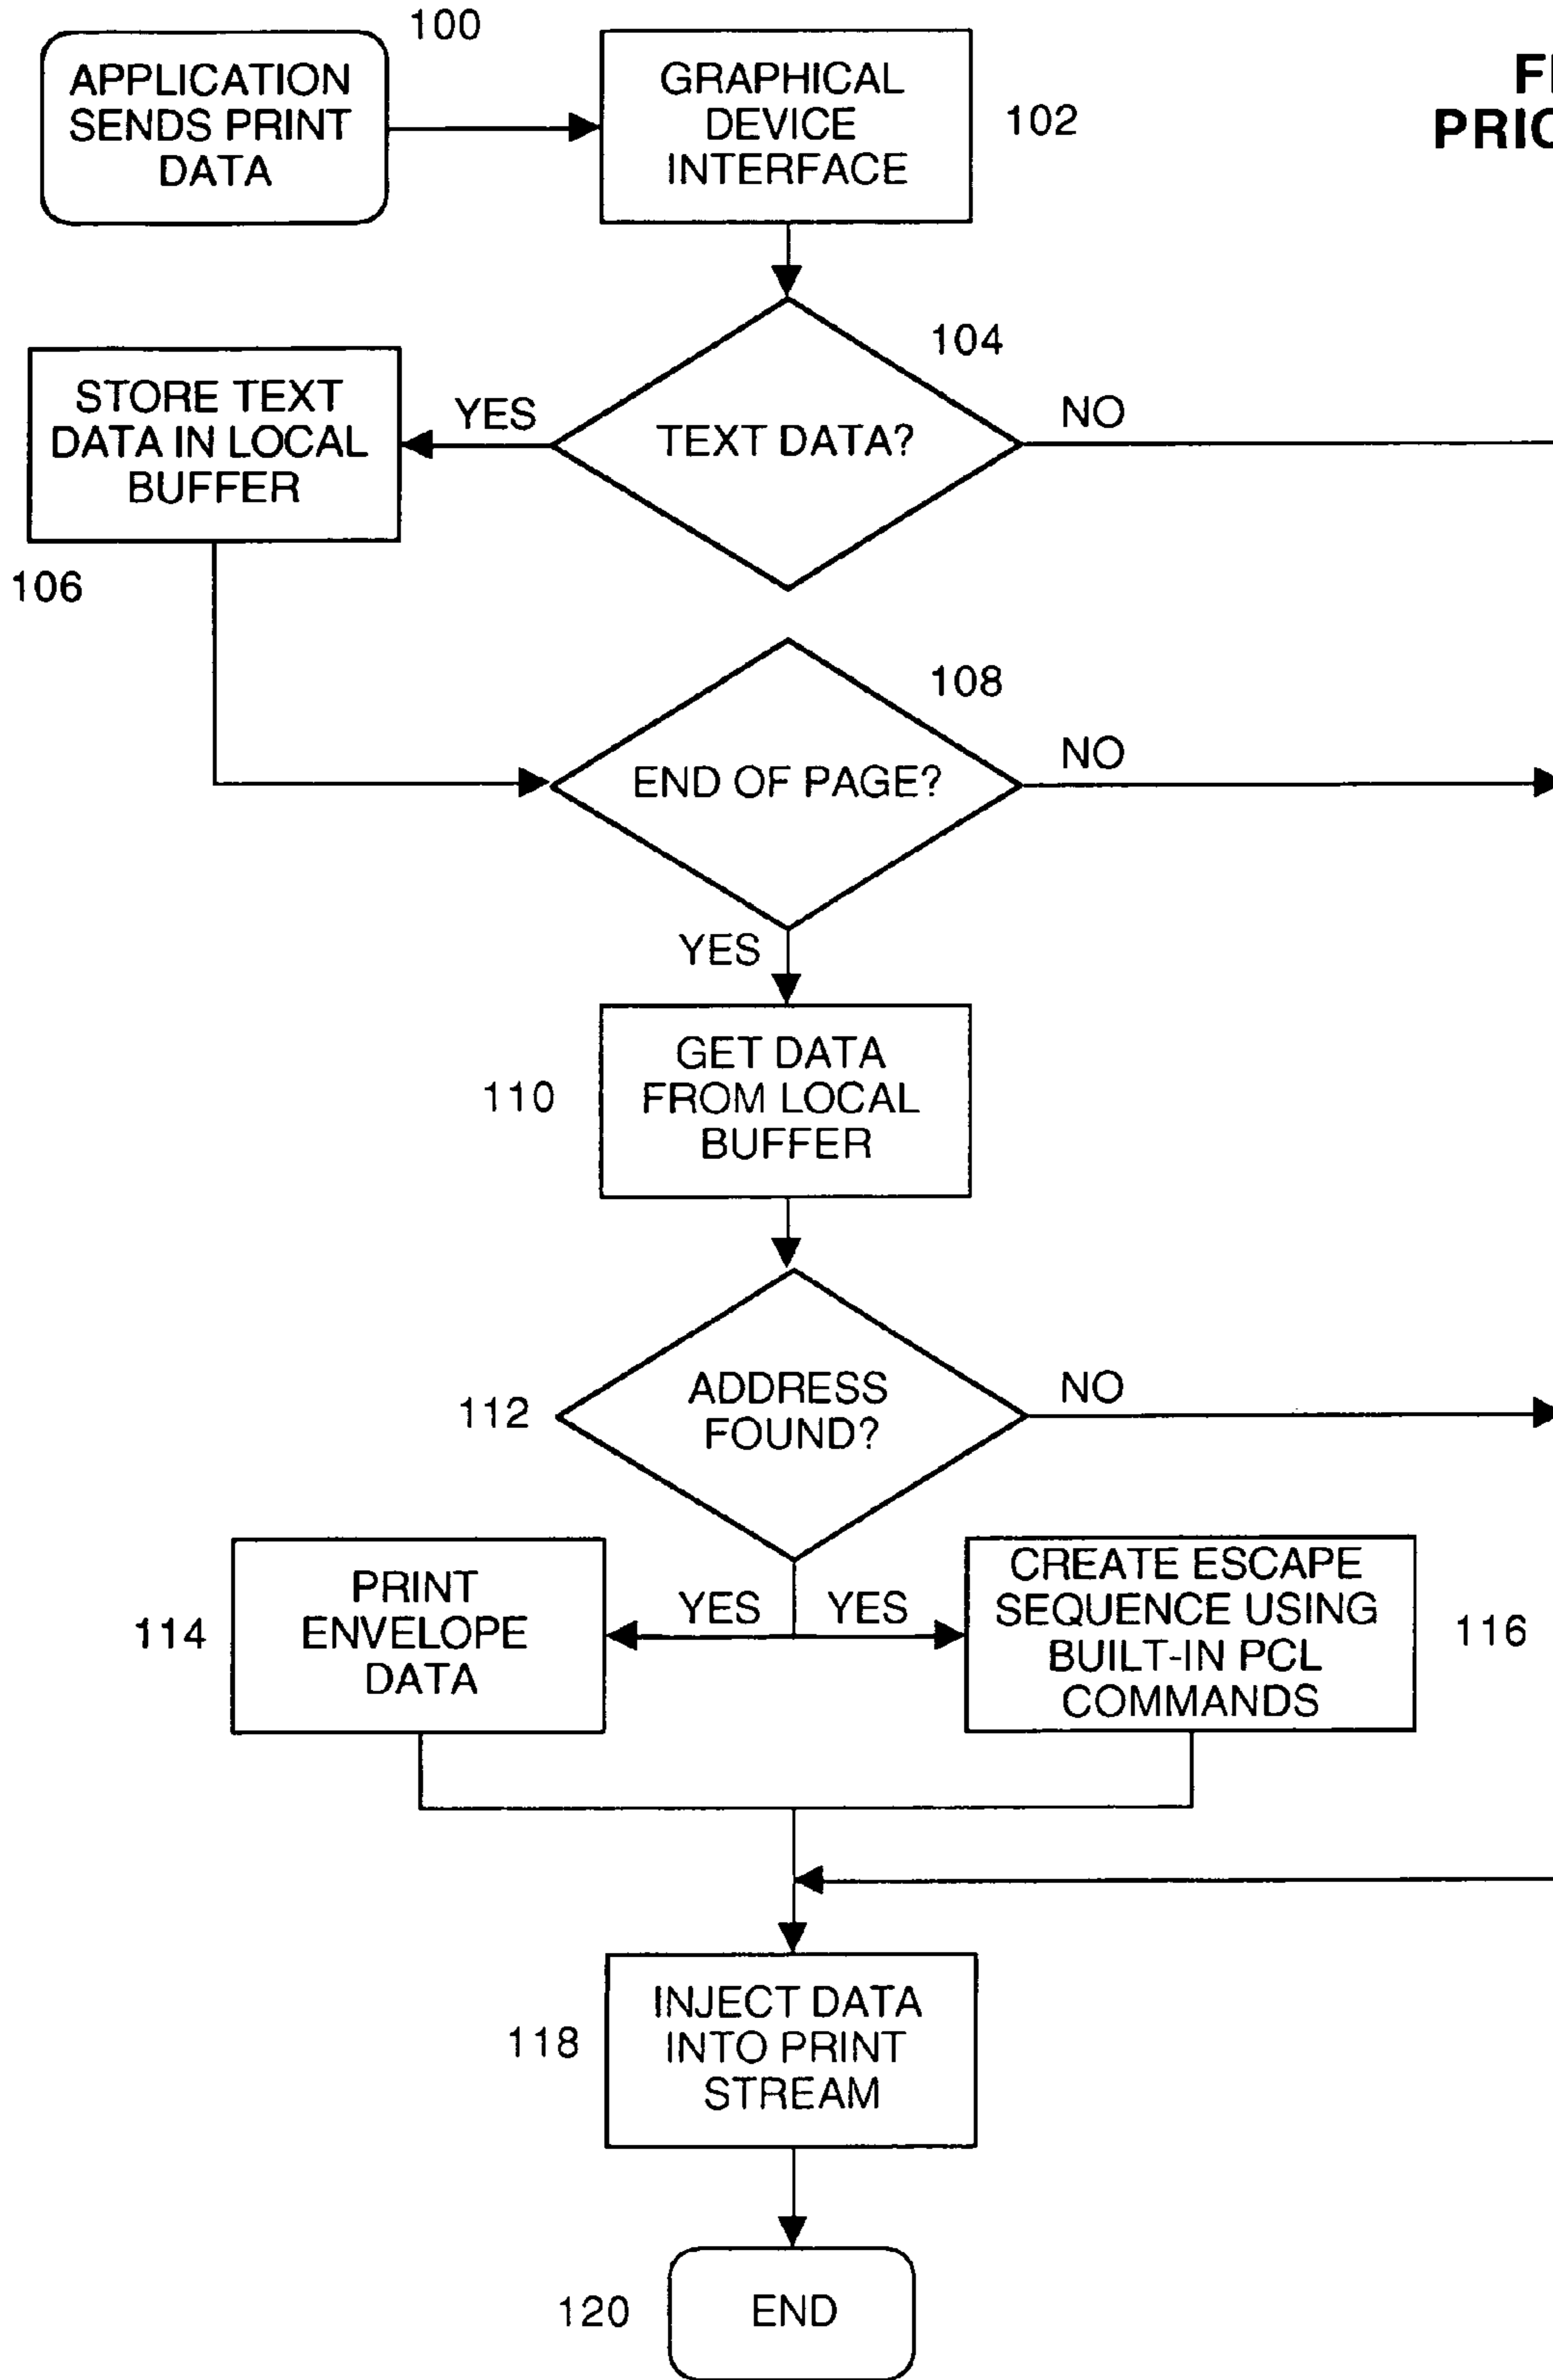 100
APPLICATION
SENDS PRINT
DATA
GRAPHICAL
DEVICE
INTERFACE
102
104
STORE TEXT
DATA IN LOCAL
BUFFER
YES
TEXT DATA?
NO
106
108
END OF PAGE?
NO
YES
110
GET DATA
FROM LOCAL
BUFFER
112
ADDRESS
FOUND?
NO
114
PRINT
ENVELOPE
DATA
YES
YES
CREATE ESCAPE
SEQUENCE USING
BUILT-IN PCL
COMMANDS
116
118
INJECT DATA
INTO PRINT
STREAM
120
END